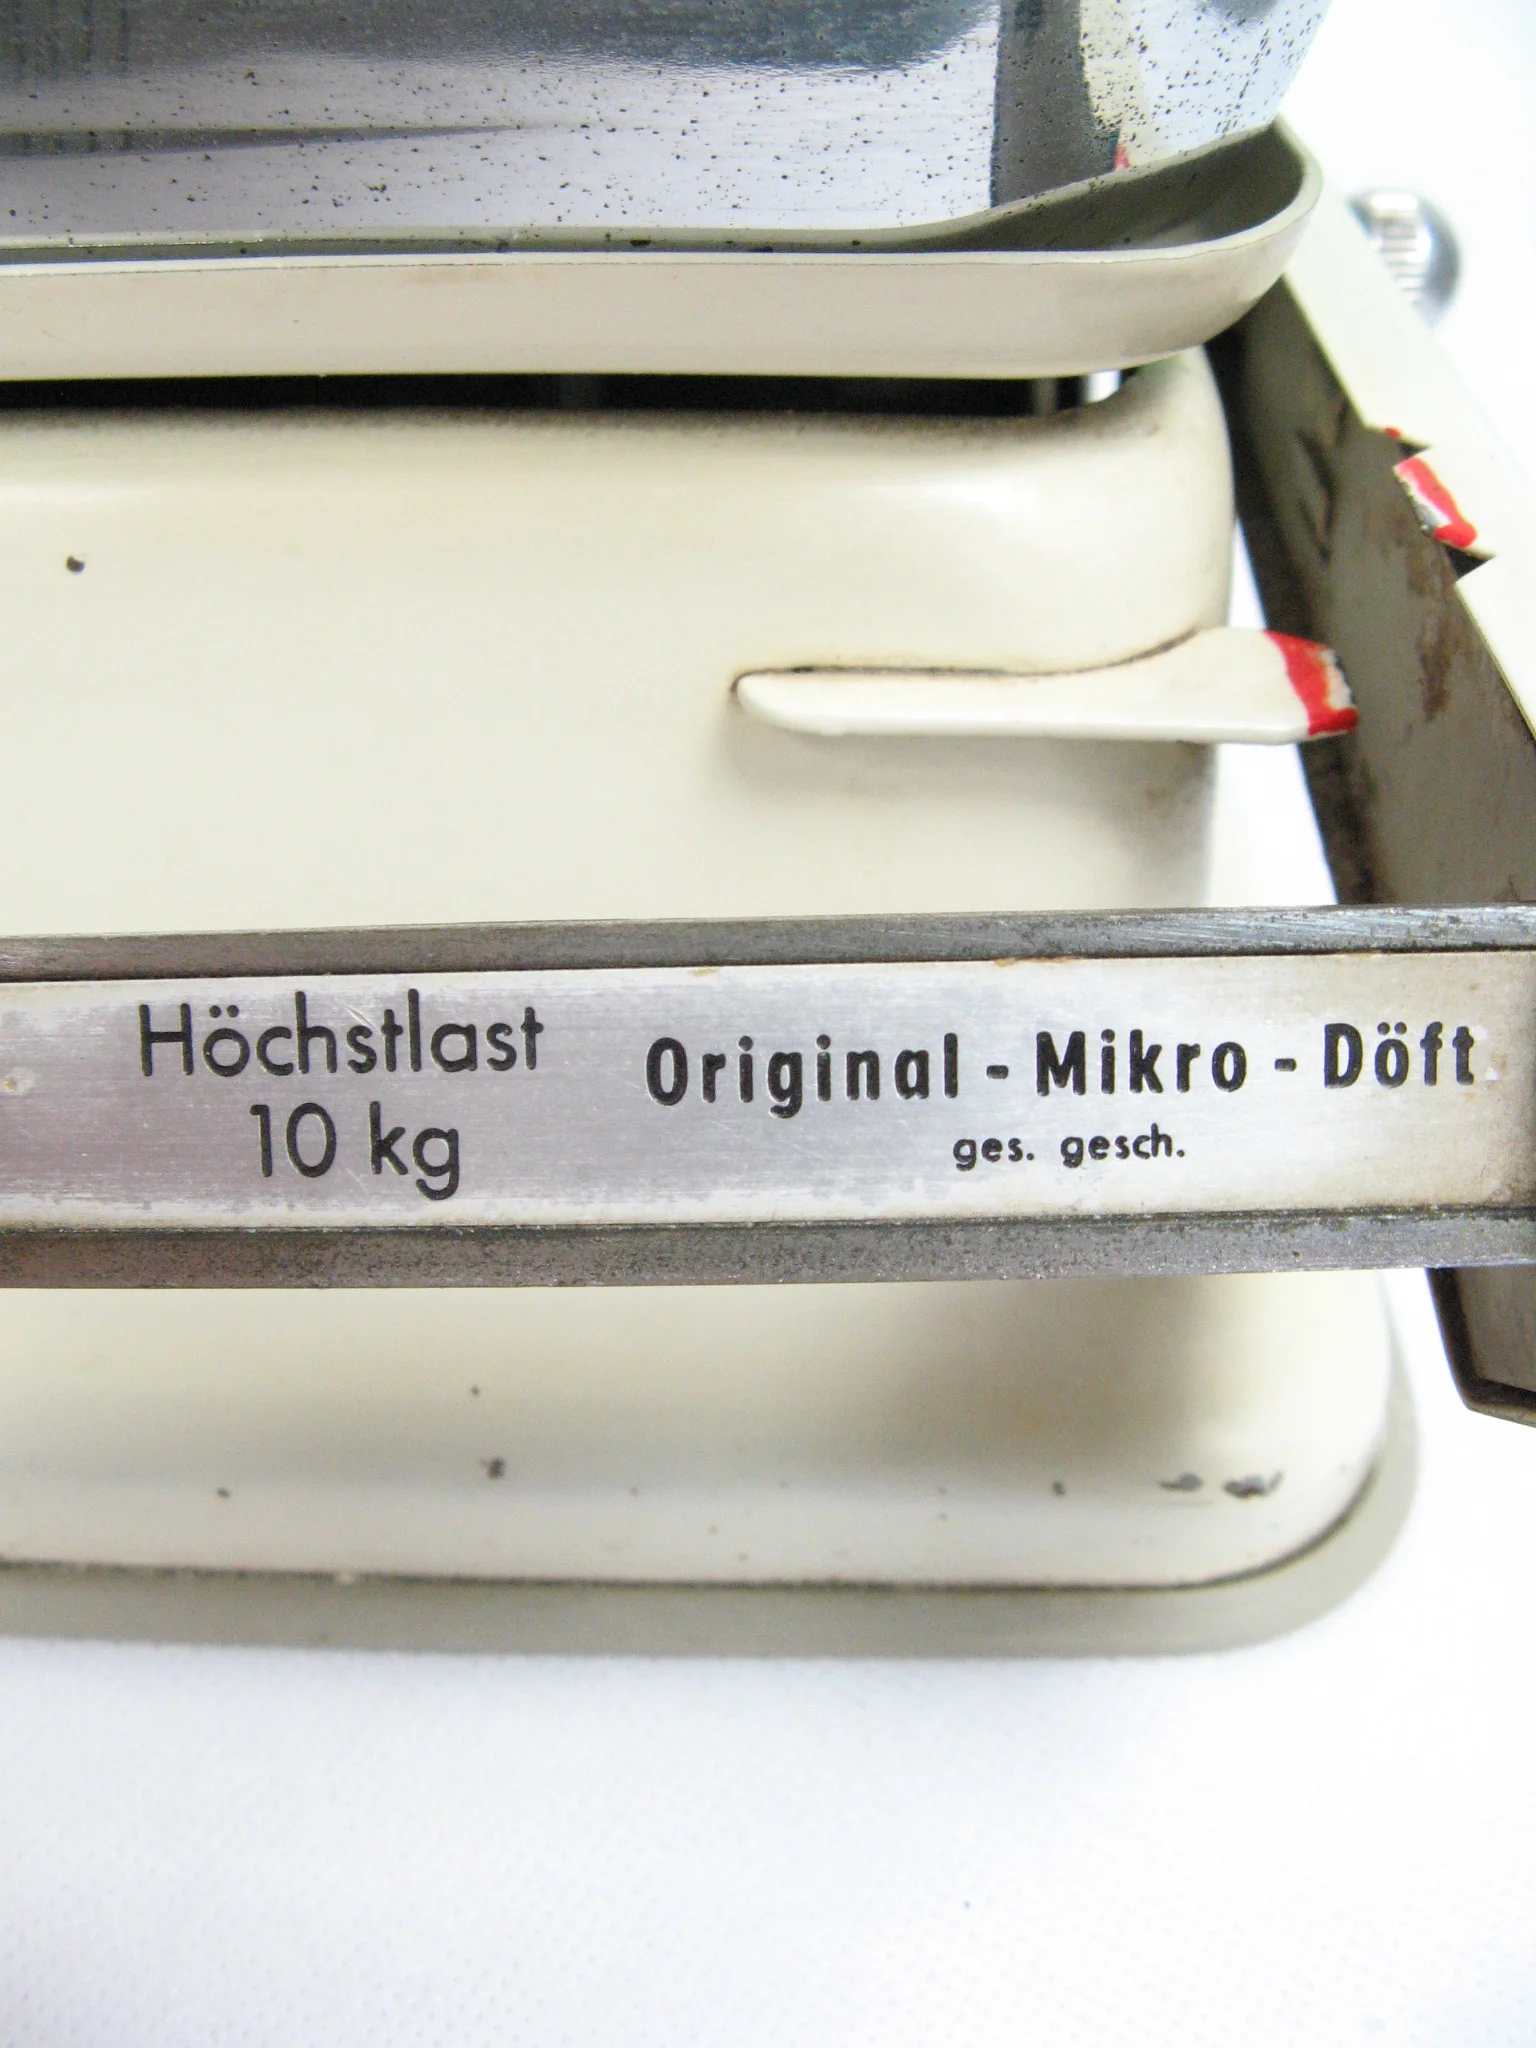 Höchstlast
10 kg
Original - Mikro - Döft
ges. gesch.